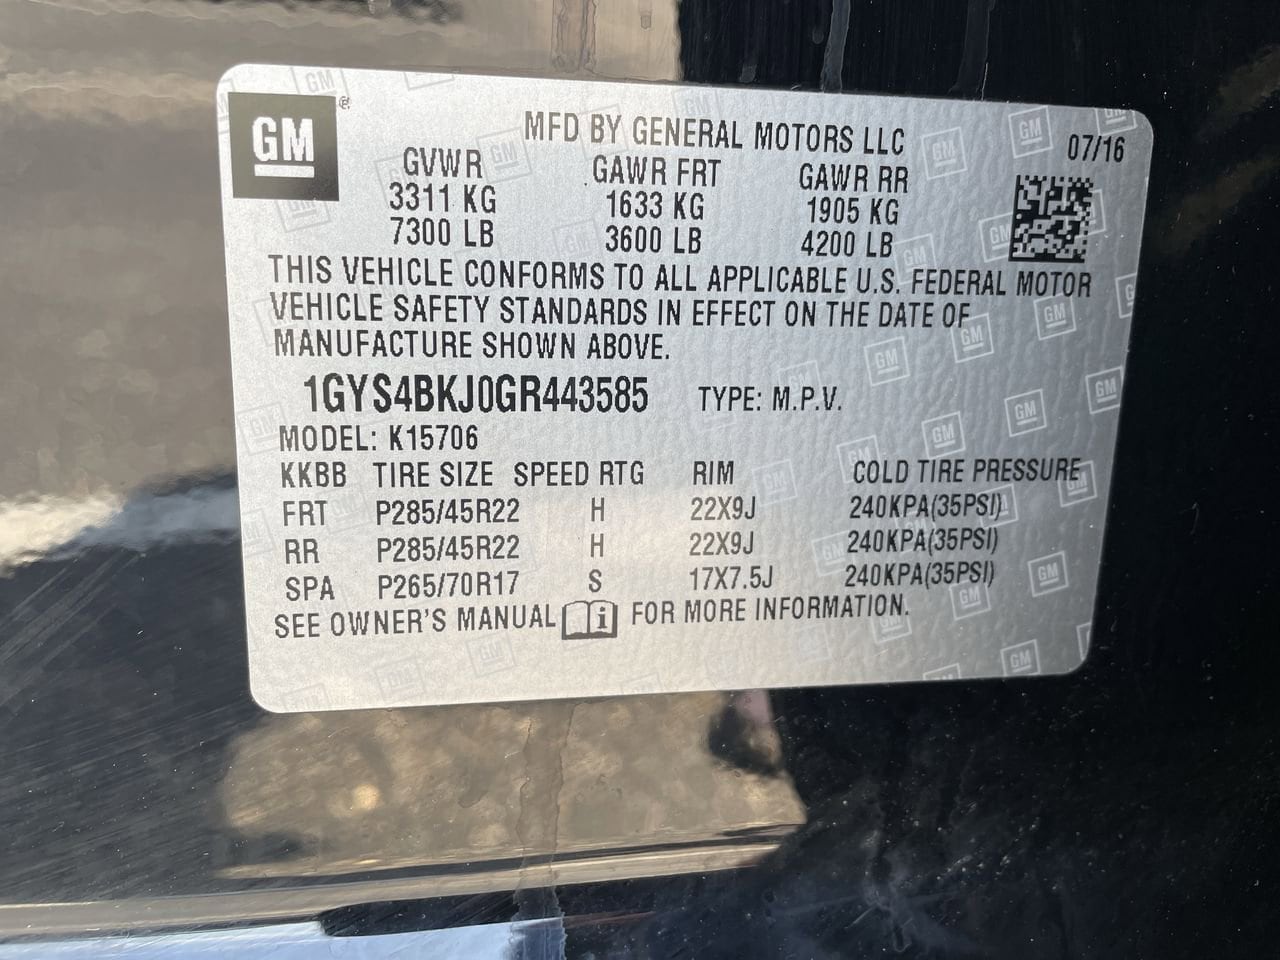 GM
MFD BY GENERAL MOTORS LLC 07/16
GVWR GAWR FRT GAWR RR
3311 KG 1633 KG 1905 KG
7300 LB 3600 LB 4200 LB
THIS VEHICLE CONFORMS TO ALL APPLICABLE U.S. FEDERAL MOTOR
VEHICLE SAFETY STANDARDS IN EFFECT ON THE DATE OF
MANUFACTURE SHOWN ABOVE.
1GYS4BKJ0GR443585 TYPE: M.P.V.
MODEL: K15706
KKBB TIRE SIZE SPEED RTG RIM COLD TIRE PRESSURE
FRT P285/45R22 H 22X9J 240KPA(35PSI)
RR P285/45R22 H 22X9J 240KPA(35PSI)
SPA P265/70R17 S 17X7.5J 240KPA(35PSI)
SEE OWNER'S MANUAL FOR MORE INFORMATION.